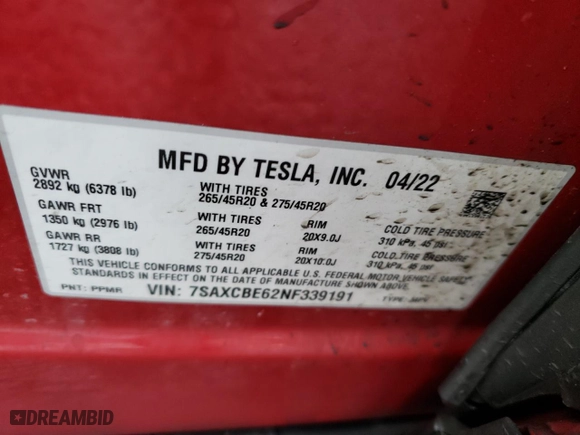 MFD BY TESLA, INC. 04/22
GVWR
2892 kg (6378 lb)
WITH TIRES
265/45R20 & 275/45R20
GAWR FRT
1350 kg (2976 lb)
WITH TIRES
265/45R20
RIM
20X9.0J
COLD TIRE PRESSURE
310 kPa, 45 psi
GAWR RR
1727 kg (3808 lb)
WITH TIRES
275/45R20
RIM
20X10.0J
COLD TIRE PRESSURE
310 kPa, 45 psi
THIS VEHICLE CONFORMS TO ALL APPLICABLE U.S. FEDERAL MOTOR VEHICLE SAFETY
STANDARDS IN EFFECT ON THE DATE OF MANUFACTURE SHOWN ABOVE.
PNT: PPMR VIN: 7SAXCBE62NF339191 TYPE: MPV
DREAMBID